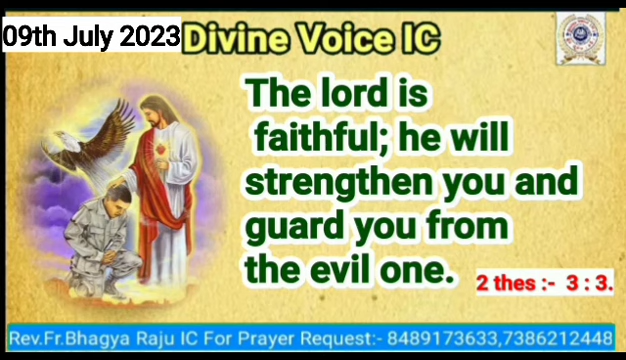 09th July 2023 Divine Voice IC
The lord is
faithful; he will
strengthen you and
guard you from
the evil one. 2 thes :- 3 : 3.
Rev.Fr.Bhagya Raju IC For Prayer Request:- 8489173633,7386212448